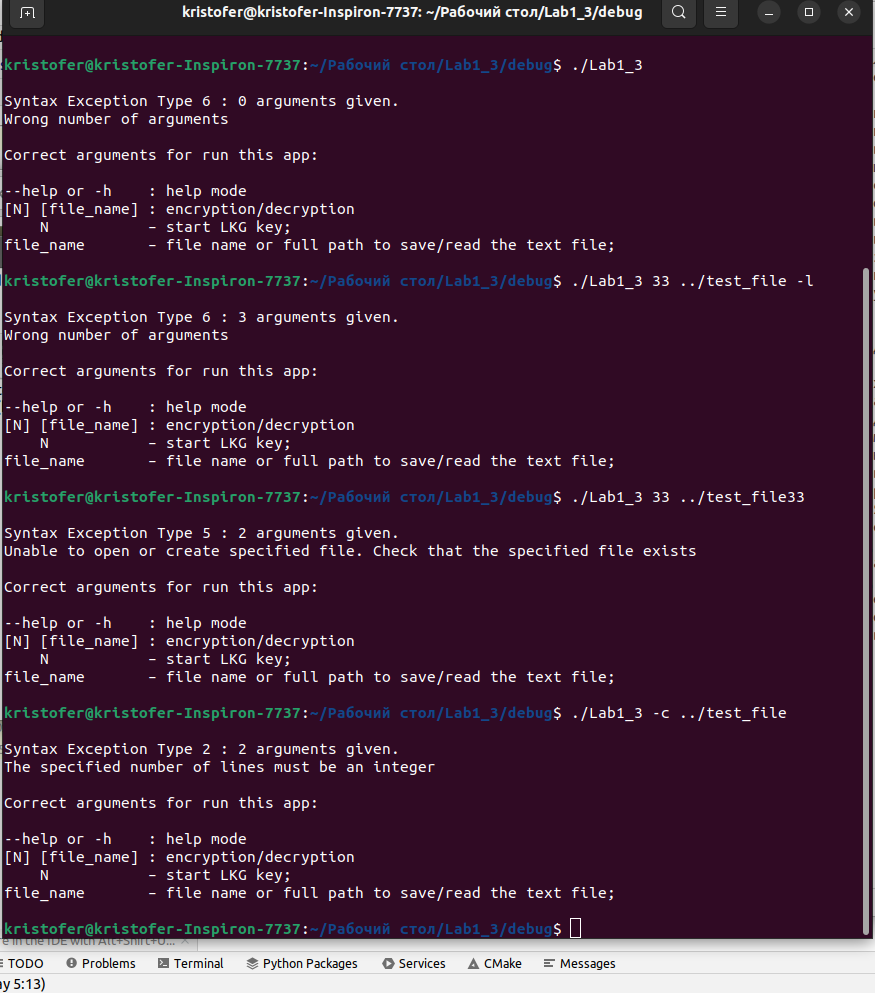 kristofer@kristofer-Inspiron-7737: ~/Рабочий стол/Lab1_3/debug
kristofer@kristofer-Inspiron-7737:~/Рабочий стол/Lab1_3/debug$ ./Lab1_3
Syntax Exception Type 6 : 0 arguments given.
Wrong number of arguments
Correct arguments for run this app:
--help or -h    : help mode
[N] [file_name] : encryption/decryption
    N           – start LKG key;
file_name       – file name or full path to save/read the text file;
kristofer@kristofer-Inspiron-7737:~/Рабочий стол/Lab1_3/debug$ ./Lab1_3 33 ../test_file -l
Syntax Exception Type 6 : 3 arguments given.
Wrong number of arguments
Correct arguments for run this app:
--help or -h    : help mode
[N] [file_name] : encryption/decryption
    N           – start LKG key;
file_name       – file name or full path to save/read the text file;
kristofer@kristofer-Inspiron-7737:~/Рабочий стол/Lab1_3/debug$ ./Lab1_3 33 ../test_file33
Syntax Exception Type 5 : 2 arguments given.
Unable to open or create specified file. Check that the specified file exists
Correct arguments for run this app:
--help or -h    : help mode
[N] [file_name] : encryption/decryption
    N           – start LKG key;
file_name       – file name or full path to save/read the text file;
kristofer@kristofer-Inspiron-7737:~/Рабочий стол/Lab1_3/debug$ ./Lab1_3 -c ../test_file
Syntax Exception Type 2 : 2 arguments given.
The specified number of lines must be an integer
Correct arguments for run this app:
--help or -h    : help mode
[N] [file_name] : encryption/decryption
    N           – start LKG key;
file_name       – file name or full path to save/read the text file;
kristofer@kristofer-Inspiron-7737:~/Рабочий стол/Lab1_3/debug$
e in the IDE with Alt+Shift+U...
TODO Problems Terminal Python Packages Services CMake Messages
ay 5:13)